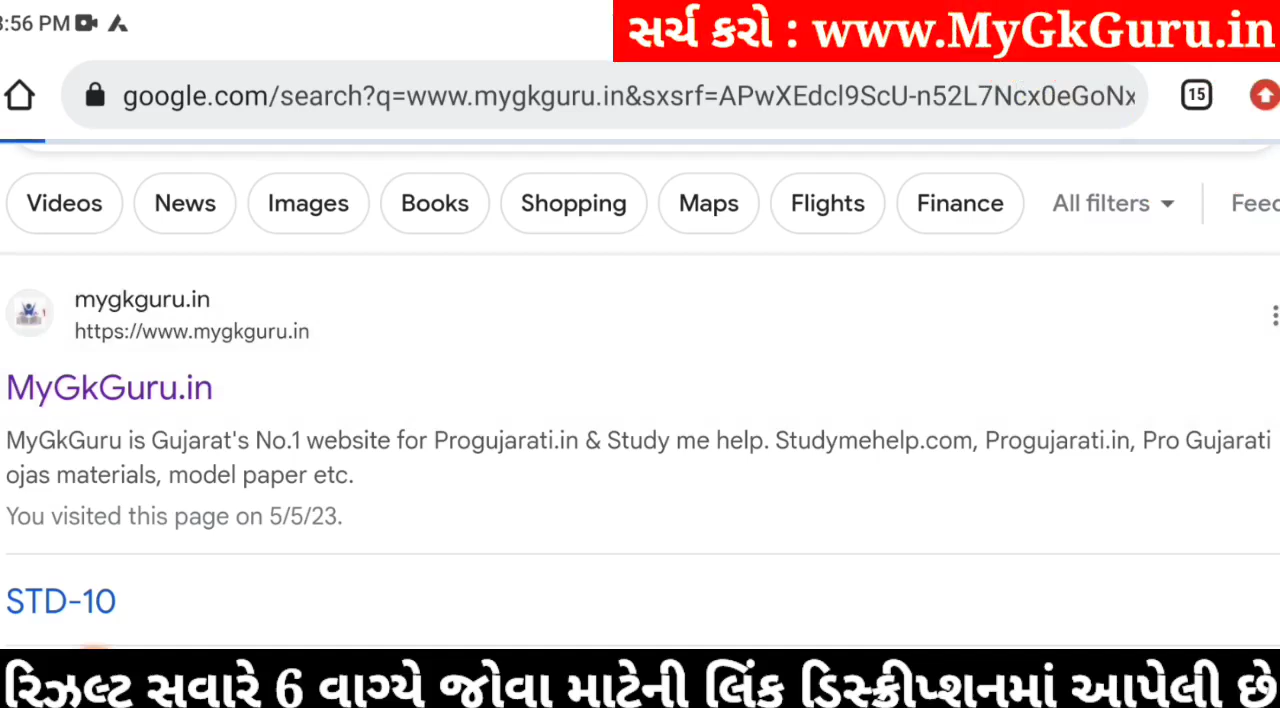 3:56 PM
સર્ચ કરો : www.MyGkGuru.in
google.com/search?q=www.mygkguru.in&sxsrf=APwXEdcl9ScU-n52L7Ncx0eGoNx
15
Videos News Images Books Shopping Maps Flights Finance All filters Feed
mygkguru.in
https://www.mygkguru.in
MyGkGuru.in
MyGkGuru is Gujarat's No.1 website for Progujarati.in & Study me help. Studymehelp.com, Progujarati.in, Pro Gujarati
ojas materials, model paper etc.
You visited this page on 5/5/23.
STD-10
રિઝલ્ટ સવારે 6 વાગ્યે જોવા માટેની લિંક ડિસ્ક્રીપ્શનમાં આપેલી છે